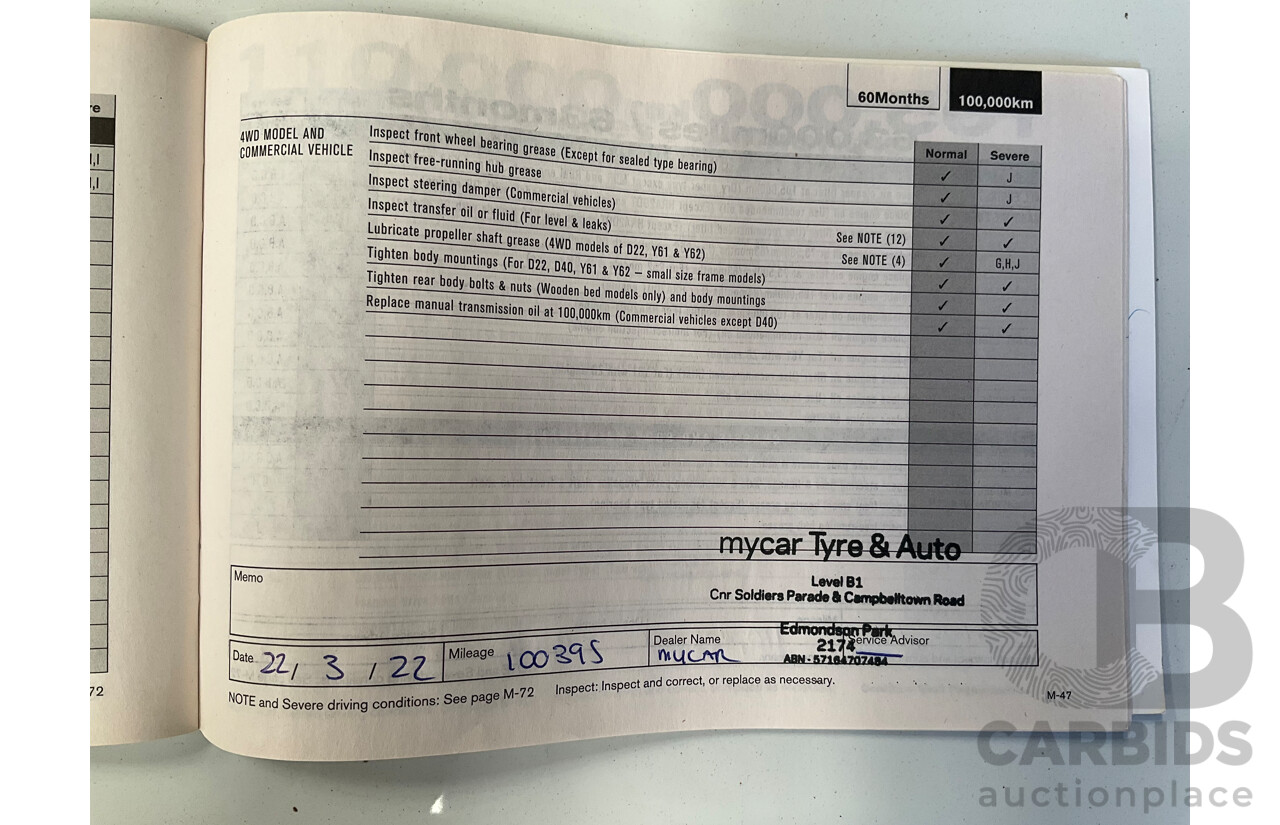 60Months
100,000km
4WD MODEL AND
COMMERCIAL VEHICLE
Normal
Severe
Inspect front wheel bearing grease (Except for sealed type bearing)
✓ J
Inspect free-running hub grease
✓ J
Inspect steering damper (Commercial vehicles)
✓ ✓
Inspect transfer oil or fluid (For level & leaks)
See NOTE (12)
✓ ✓
Lubricate propeller shaft grease (4WD models of D22, Y61 & Y62)
See NOTE (4)
✓ G,H,J
Tighten body mountings (For D22, D40, Y61 & Y62 – small size frame models)
✓ ✓
Tighten rear body bolts & nuts (Wooden bed models only) and body mountings
✓ ✓
Replace manual transmission oil at 100,000km (Commercial vehicles except D40)
✓ ✓
mycar Tyre & Auto
Memo
Level B1
Cnr Soldiers Parade & Campbelltown Road
Edmondson Park
2174
ABN - 57164707484
Date 22/ 3 / 22
Mileage 100395
Dealer Name
MYCAR
Service Advisor
NOTE and Severe driving conditions: See page M-72
Inspect: Inspect and correct, or replace as necessary.
M-47
CARBIDS
auctionplace